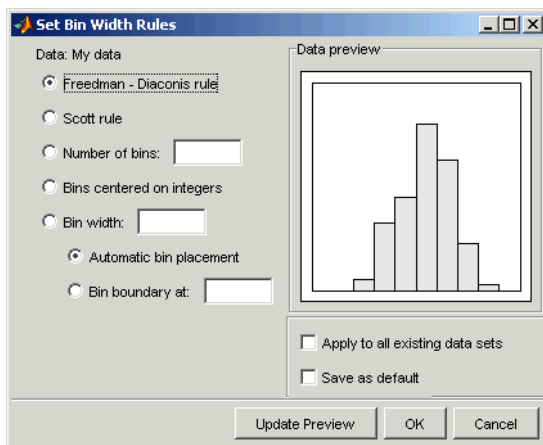 Set Bin Width Rules
Data: My data
Freedman - Diaconis rule
Scott rule
Number of bins:
Bins centered on integers
Bin width:
Automatic bin placement
Bin boundary at:
Data preview
Apply to all existing data sets
Save as default
Update Preview
OK
Cancel